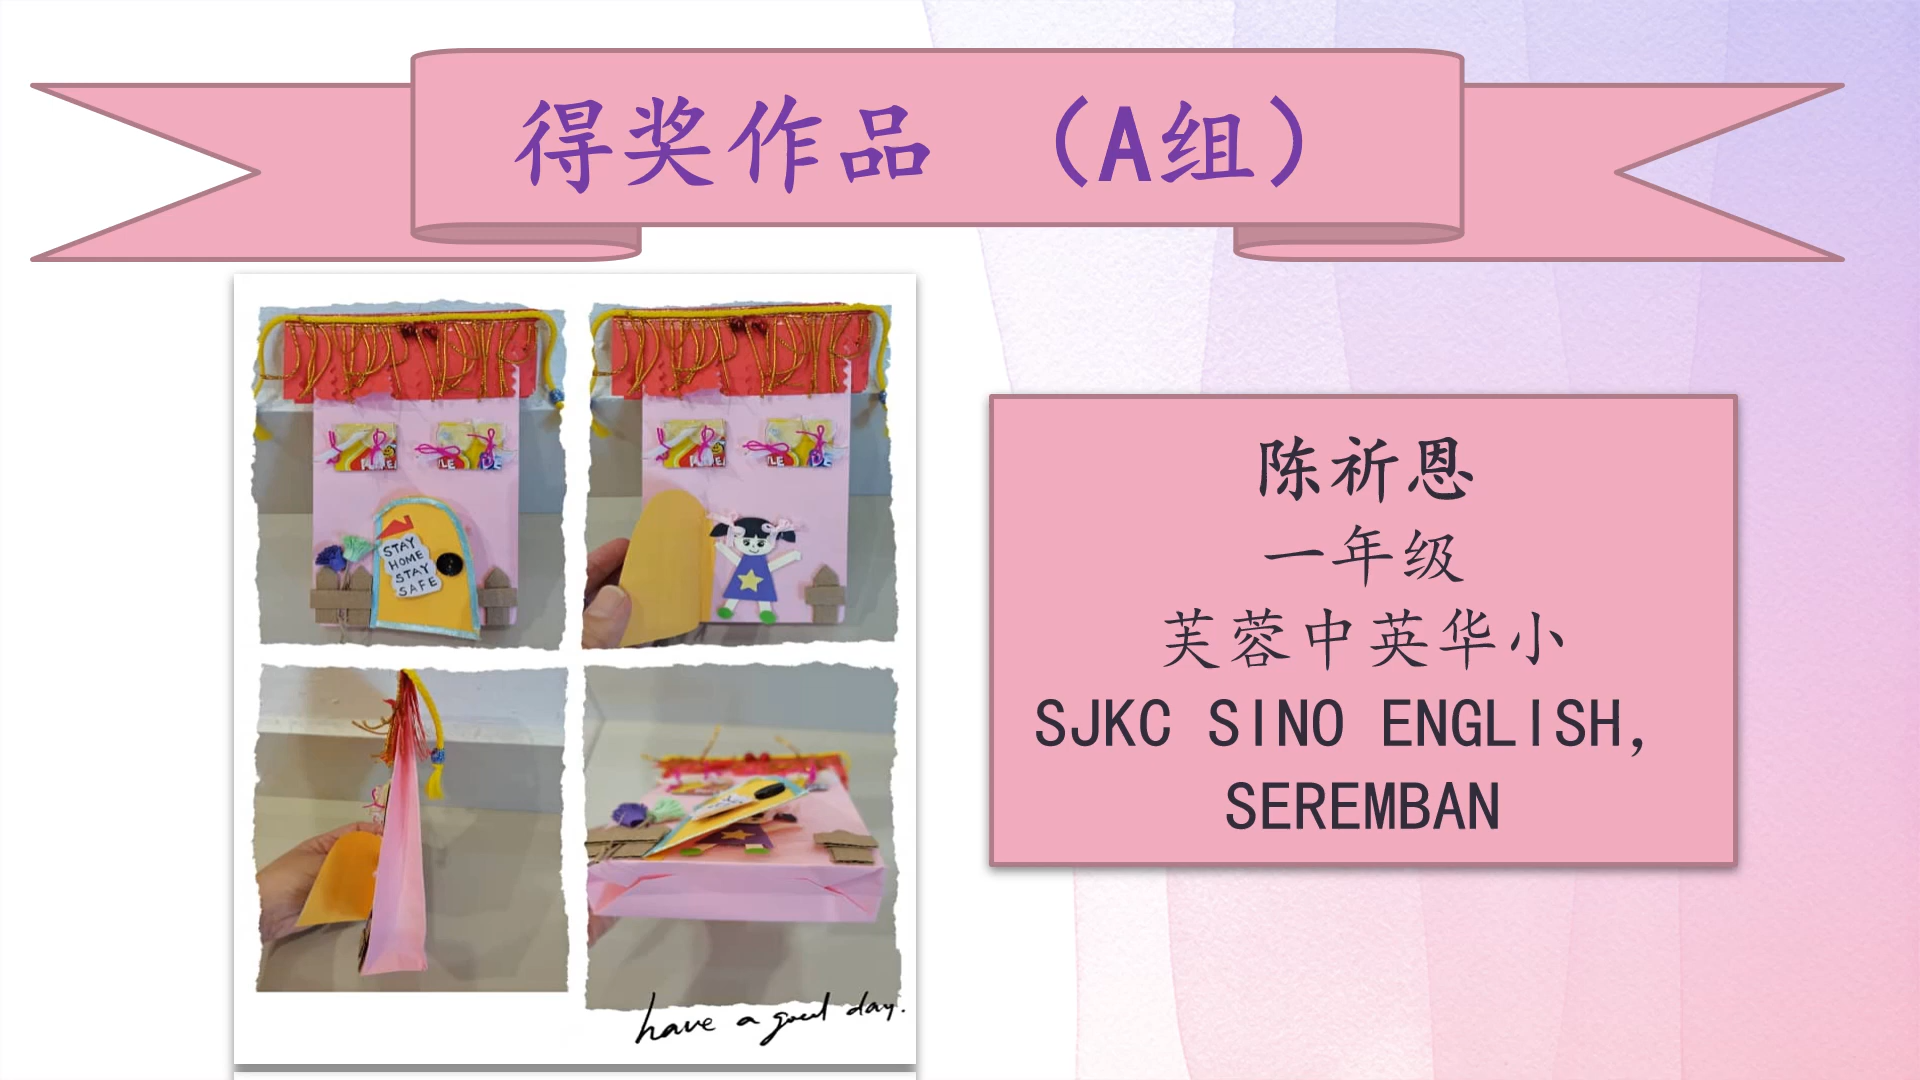 得奖作品 （A组）
STAY
HOME
STAY
SAFE
have a good day.
陈祈恩
一年级
芙蓉中英华小
SJKC SINO ENGLISH,
SEREMBAN